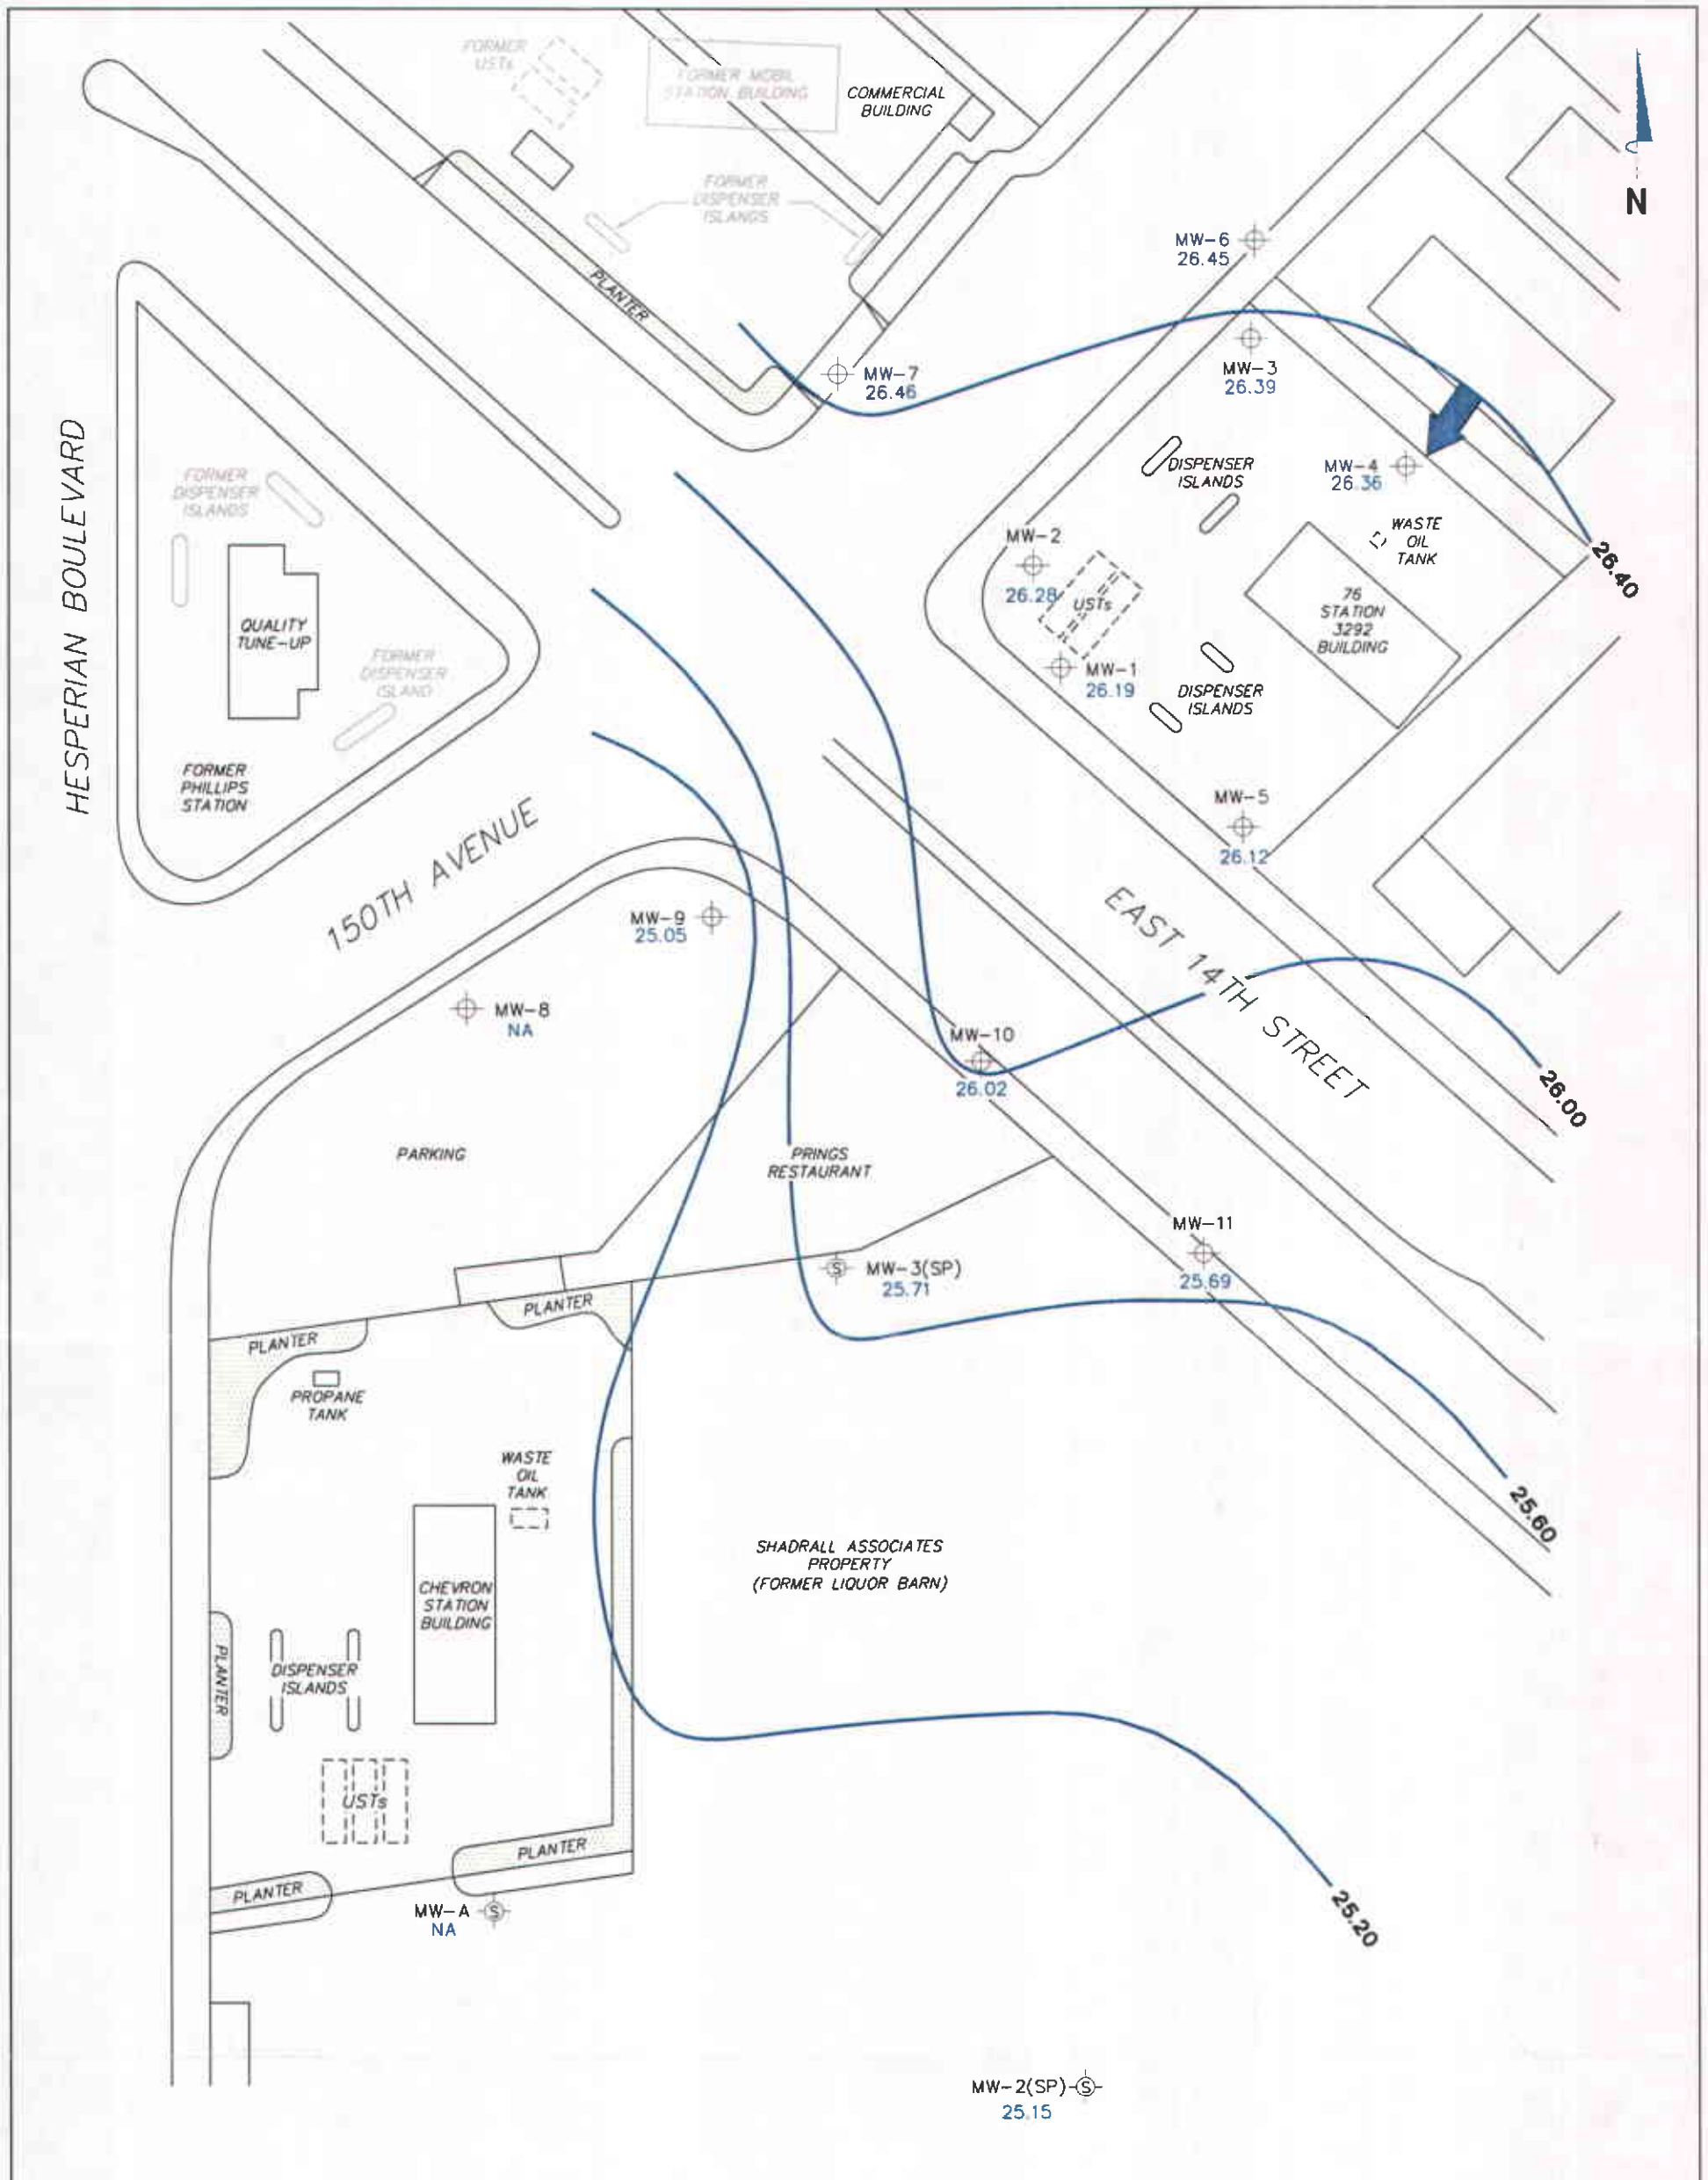 FORMER
USTs
FORMER MOBIL
STATION BUILDING
COMMERCIAL
BUILDING
FORMER
DISPENSER
ISLANGS
PLANTER
N
MW-6
26.45
MW-7
26.46
MW-3
26.39
MW-4
26.36
DISPENSER
ISLANDS
WASTE
OIL
TANK
26.40
MW-2
26.28
USTs
76
STATION
3292
BUILDING
MW-1
26.19
DISPENSER
ISLANDS
MW-5
26.12
HESPERIAN BOULEVARD
FORMER
DISPENSER
ISLANDS
QUALITY
TUNE-UP
FORMER
DISPENSER
ISLAND
FORMER
PHILLIPS
STATION
150TH AVENUE
EAST 14TH STREET
MW-9
25.05
MW-8
NA
MW-10
26.02
26.00
PARKING
PRINGS
RESTAURANT
MW-11
25.69
MW-3(SP)
25.71
S
PLANTER
PLANTER
PROPANE
TANK
WASTE
OIL
TANK
25.60
SHADRALL ASSOCIATES
PROPERTY
(FORMER LIQUOR BARN)
CHEVRON
STATION
BUILDING
PLANTER
DISPENSER
ISLANDS
USTs
PLANTER
PLANTER
MW-A S
NA
25.20
MW-2(SP) S
25.15